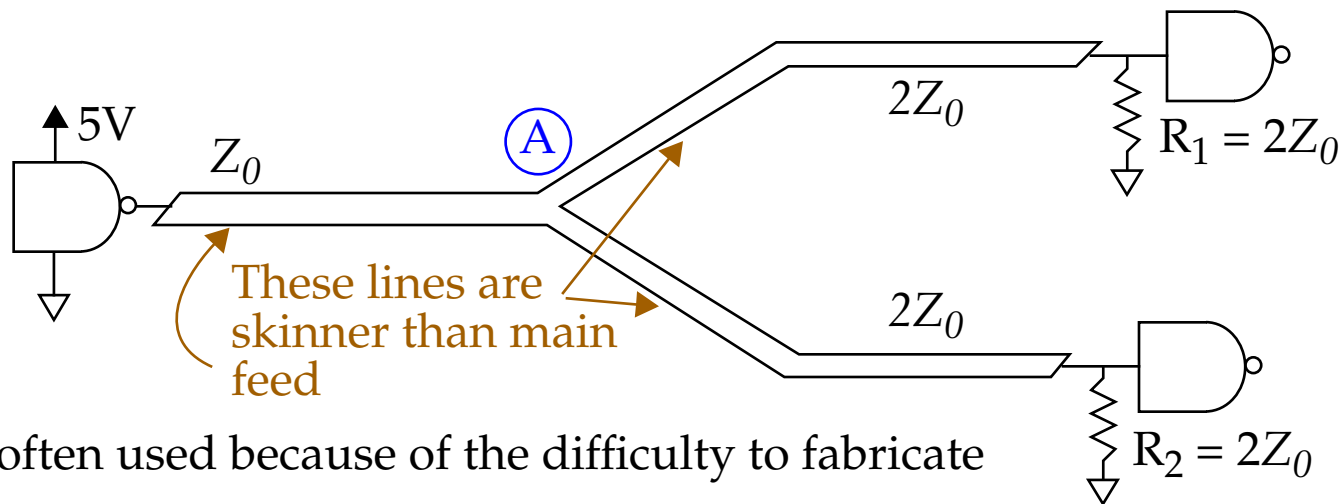 5V
Z0
A
2Z0
R1 = 2Z0
These lines are
skinner than main
feed
2Z0
often used because of the difficulty to fabricate
R2 = 2Z0